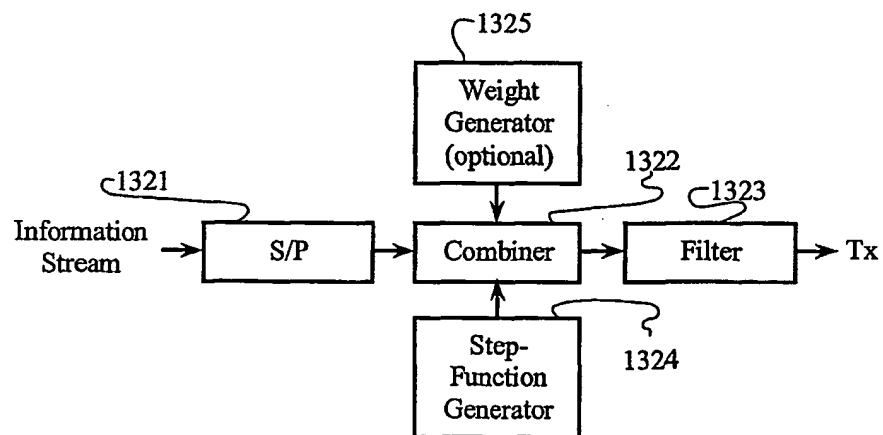 1325
Weight
Generator
(optional)
1321
1322
1323
Information
Stream
S/P
Combiner
Filter
Tx
Step-
Function
Generator
1324